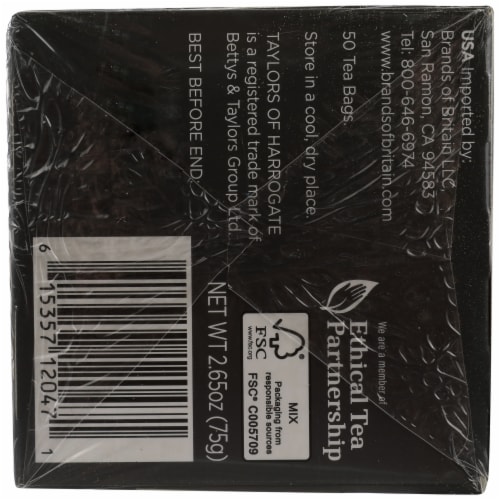 USA Imported by:
Brands of Britain LLC,
San Ramon, CA 94583
Tel: 800-646-6974
www.brandsofbritain.com
50 Tea Bags.
Store in a cool, dry place.
TAYLORS OF HARROGATE
is a registered trade mark of
Bettys & Taylors Group Ltd.
BEST BEFORE END:
We are a member of
Ethical Tea
Partnership
FSC
www.fsc.org
MIX
Packaging from
responsible sources
FSC® C005709
NET WT 2.65oz (75g)
6 15357 12047 1